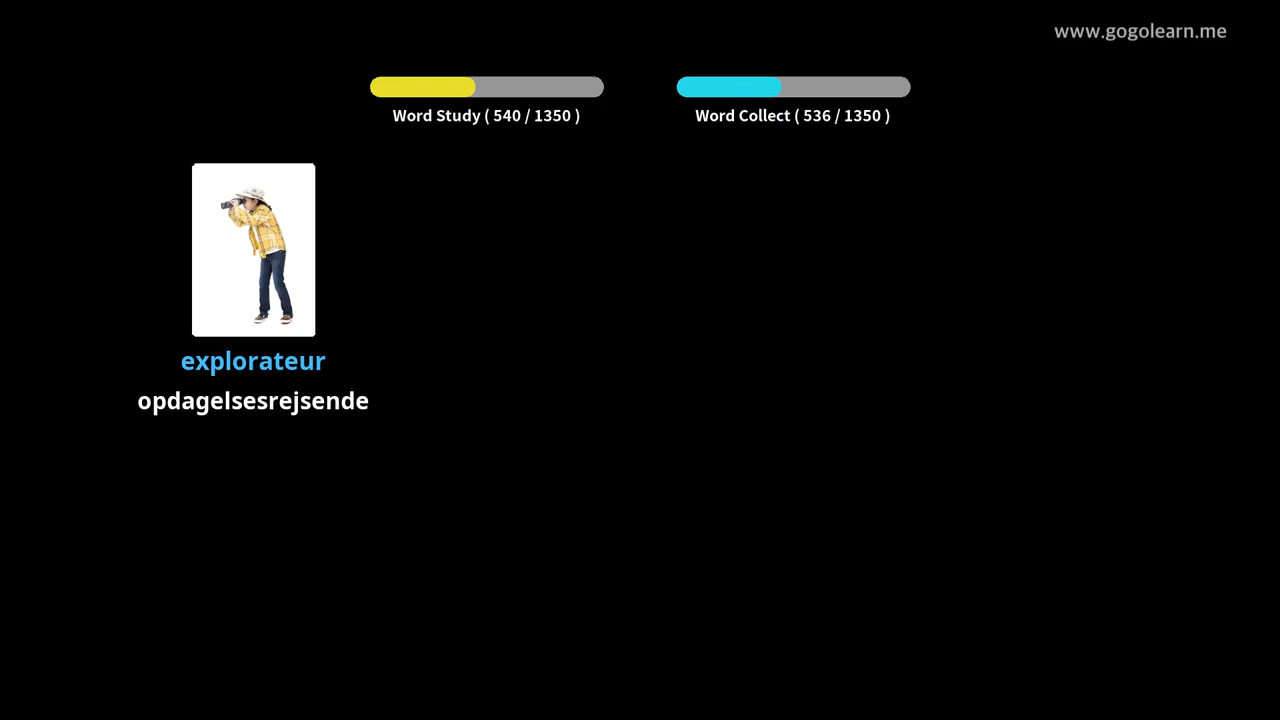 www.gogolearn.me
Word Study ( 540 / 1350 )
Word Collect ( 536 / 1350 )
explorateur
opdagelsesrejsende